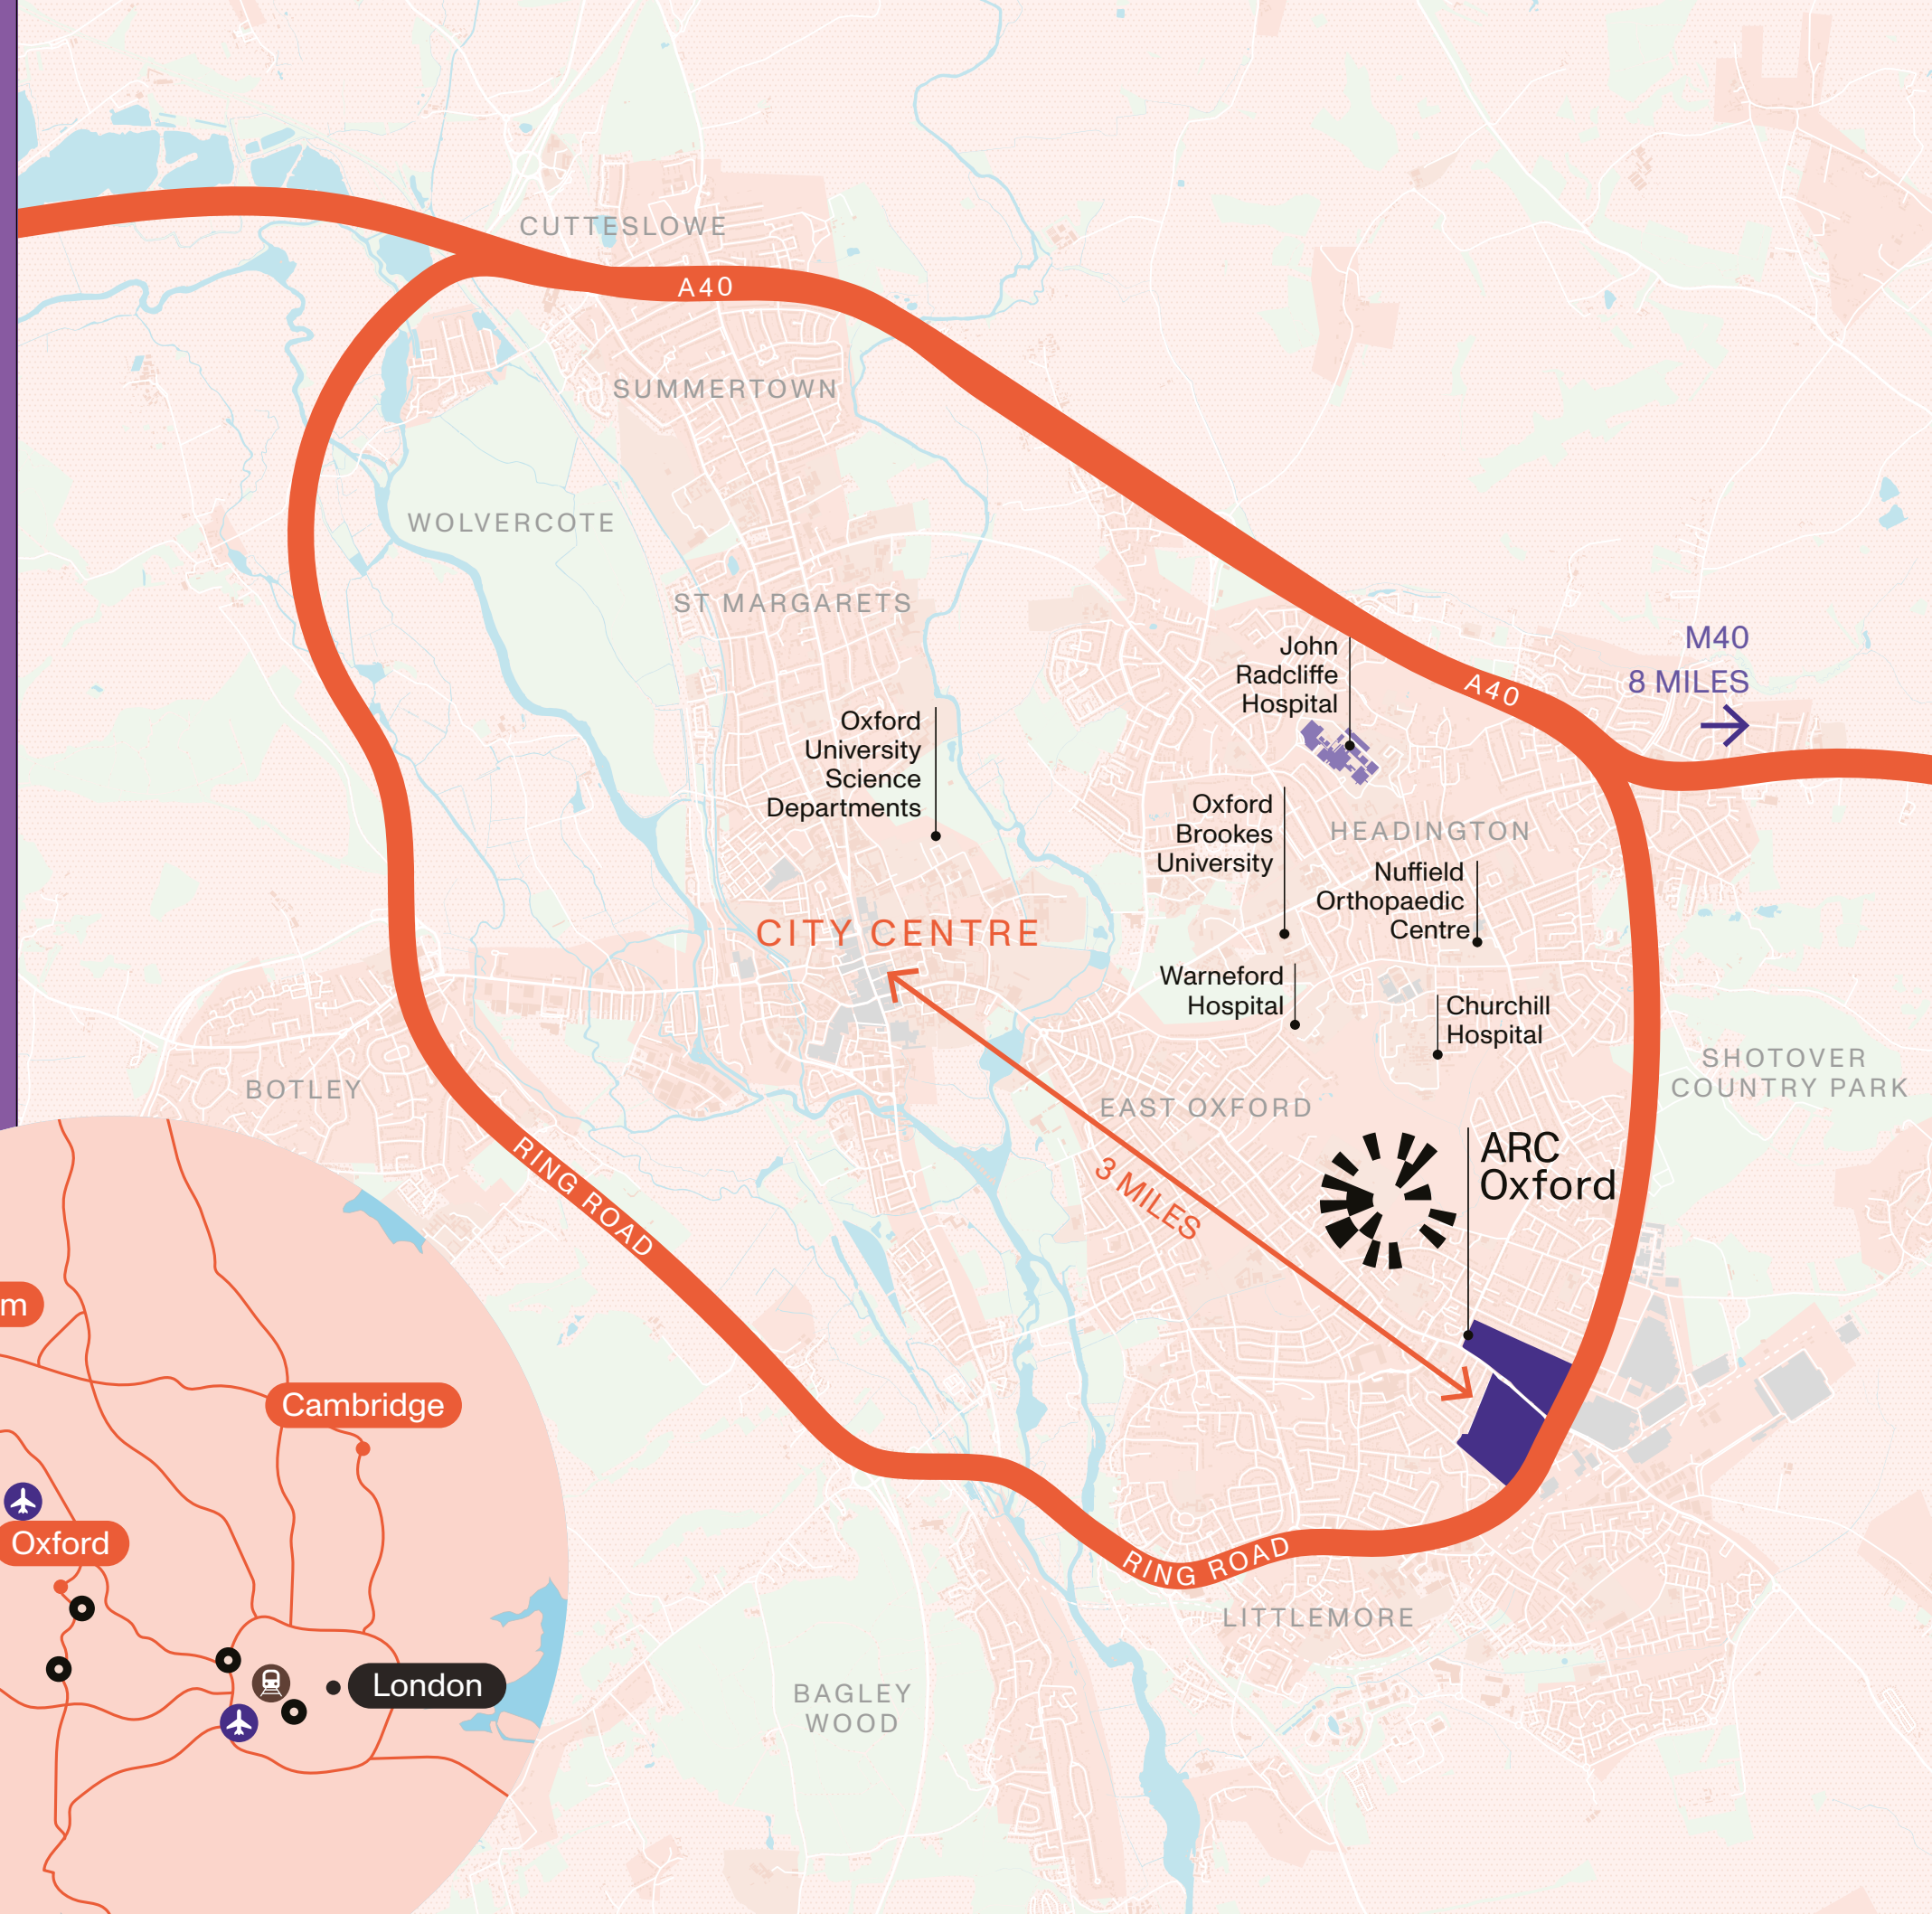 CUTTESLOWE
A40
SUMMERTOWN
WOLVERCOTE
ST MARGARETS
John
Radcliffe
Hospital
A40
M40
8 MILES
Oxford
University
Science
Departments
Oxford
Brookes
University
HEADINGTON
Nuffield
Orthopaedic
Centre
CITY CENTRE
Warneford
Hospital
Churchill
Hospital
SHOTOVER
COUNTRY PARK
BOTLEY
EAST OXFORD
RING ROAD
3 MILES
ARC
Oxford
m
Cambridge
Oxford
London
RING ROAD
LITTLEMORE
BAGLEY
WOOD